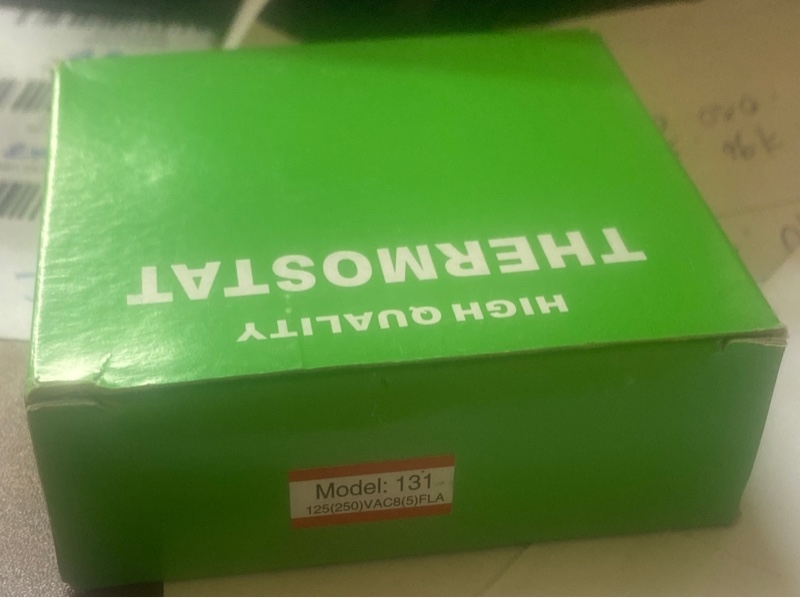 HIGH QUALITY
THERMOSTAT
Model: 131
125(250)VAC8(5)FLA